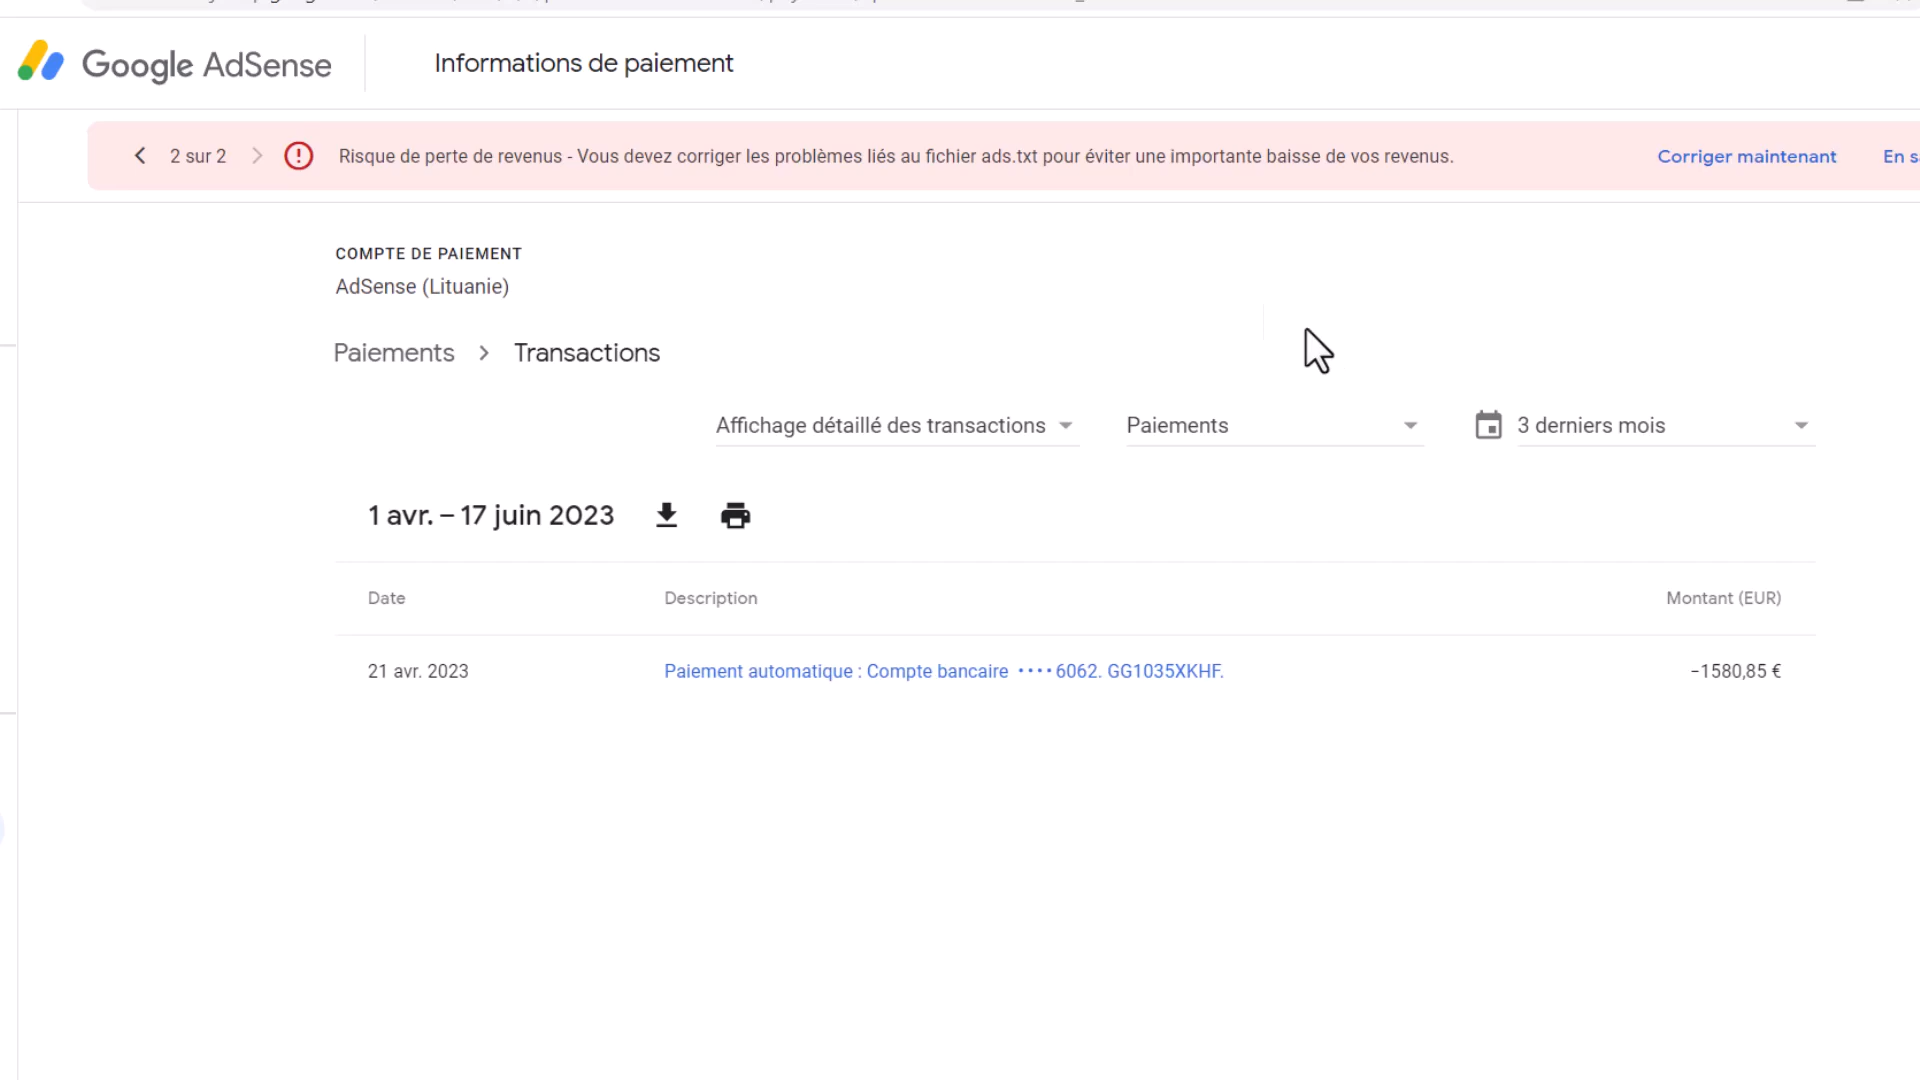 Google AdSense
Informations de paiement
2 sur 2
Risque de perte de revenus - Vous devez corriger les problèmes liés au fichier ads.txt pour éviter une importante baisse de vos revenus.
Corriger maintenant
En
COMPTE DE PAIEMENT
AdSense (Lituanie)
Paiements > Transactions
Affichage détaillé des transactions
Paiements
3 derniers mois
1 avr. – 17 juin 2023
Date
Description
Montant (EUR)
21 avr. 2023
Paiement automatique : Compte bancaire •••• 6062. GG1035XKHF.
−1580,85 €